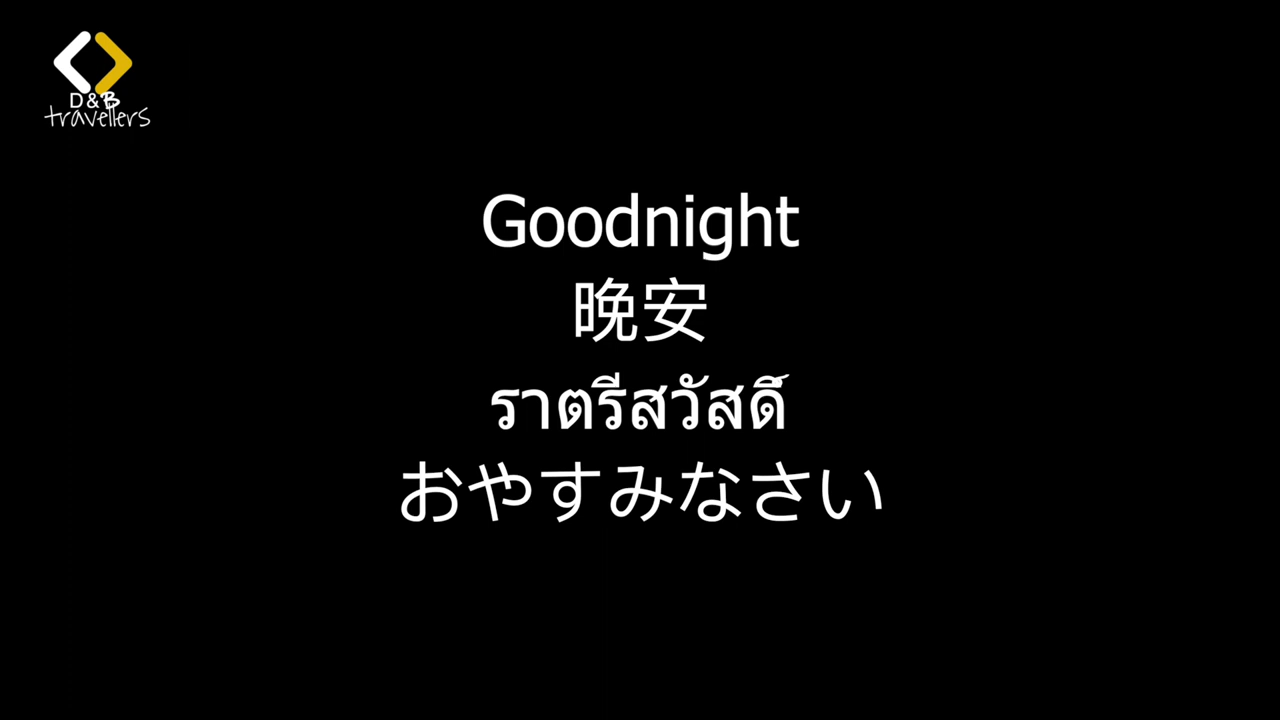 D & B
travellers
Goodnight
晚安
ราตรีสวัสดิ์
おやすみなさい